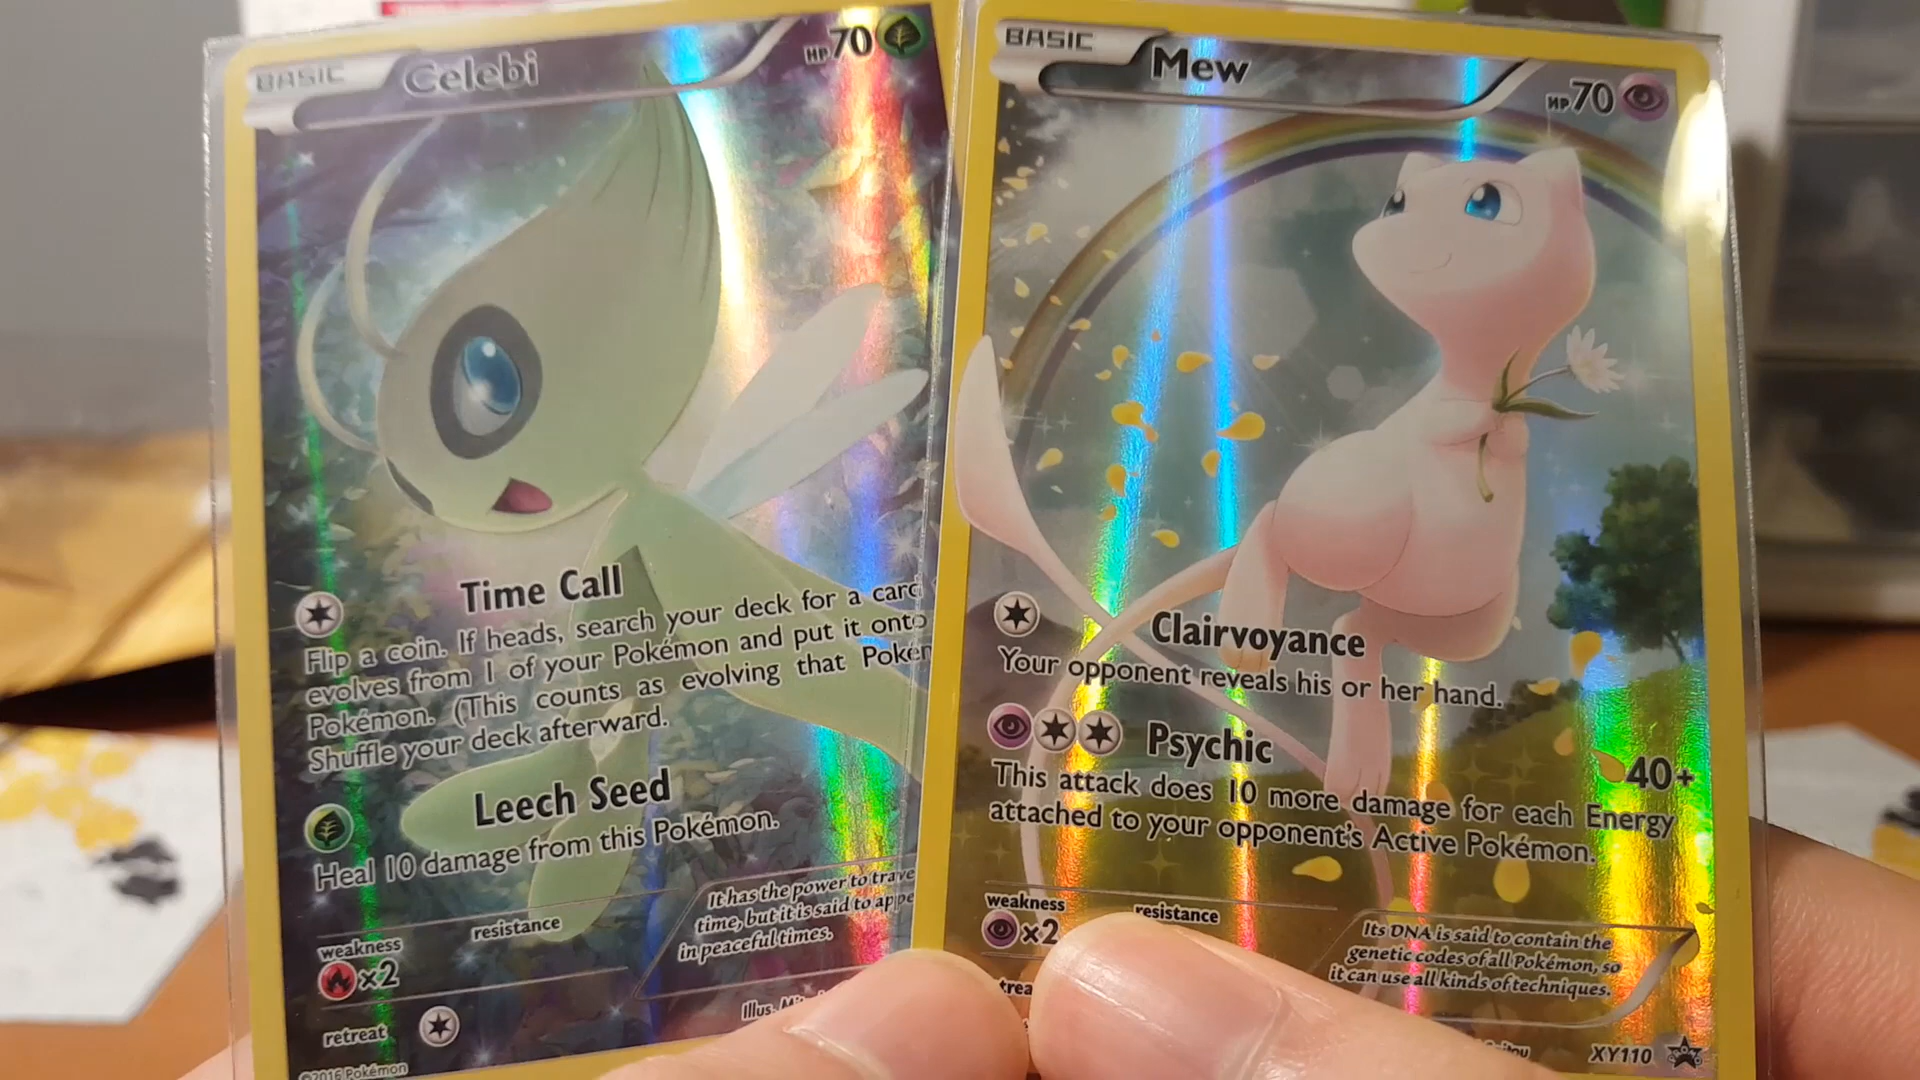 BASIC Celebi HP70
Time Call
Flip a coin. If heads, search your deck for a card
evolves from 1 of your Pokémon and put it onto
Pokémon. (This counts as evolving that
Shuffle your deck afterward.
Leech Seed
Heal 10 damage from this Pokémon.
It has the power to
time, but it is said to
in peaceful times.
weakness resistance
x2
retreat
Illus.
©2016 Pokémon
BASIC Mew HP70
Clairvoyance
Your opponent reveals his or her hand.
Psychic 40+
This attack does 10 more damage for each Energy
attached to your opponent's Active Pokémon.
weakness resistance
x2
Its DNA is said to contain the
genetic codes of all Pokémon, so
it can use all kinds of techniques.
XY110